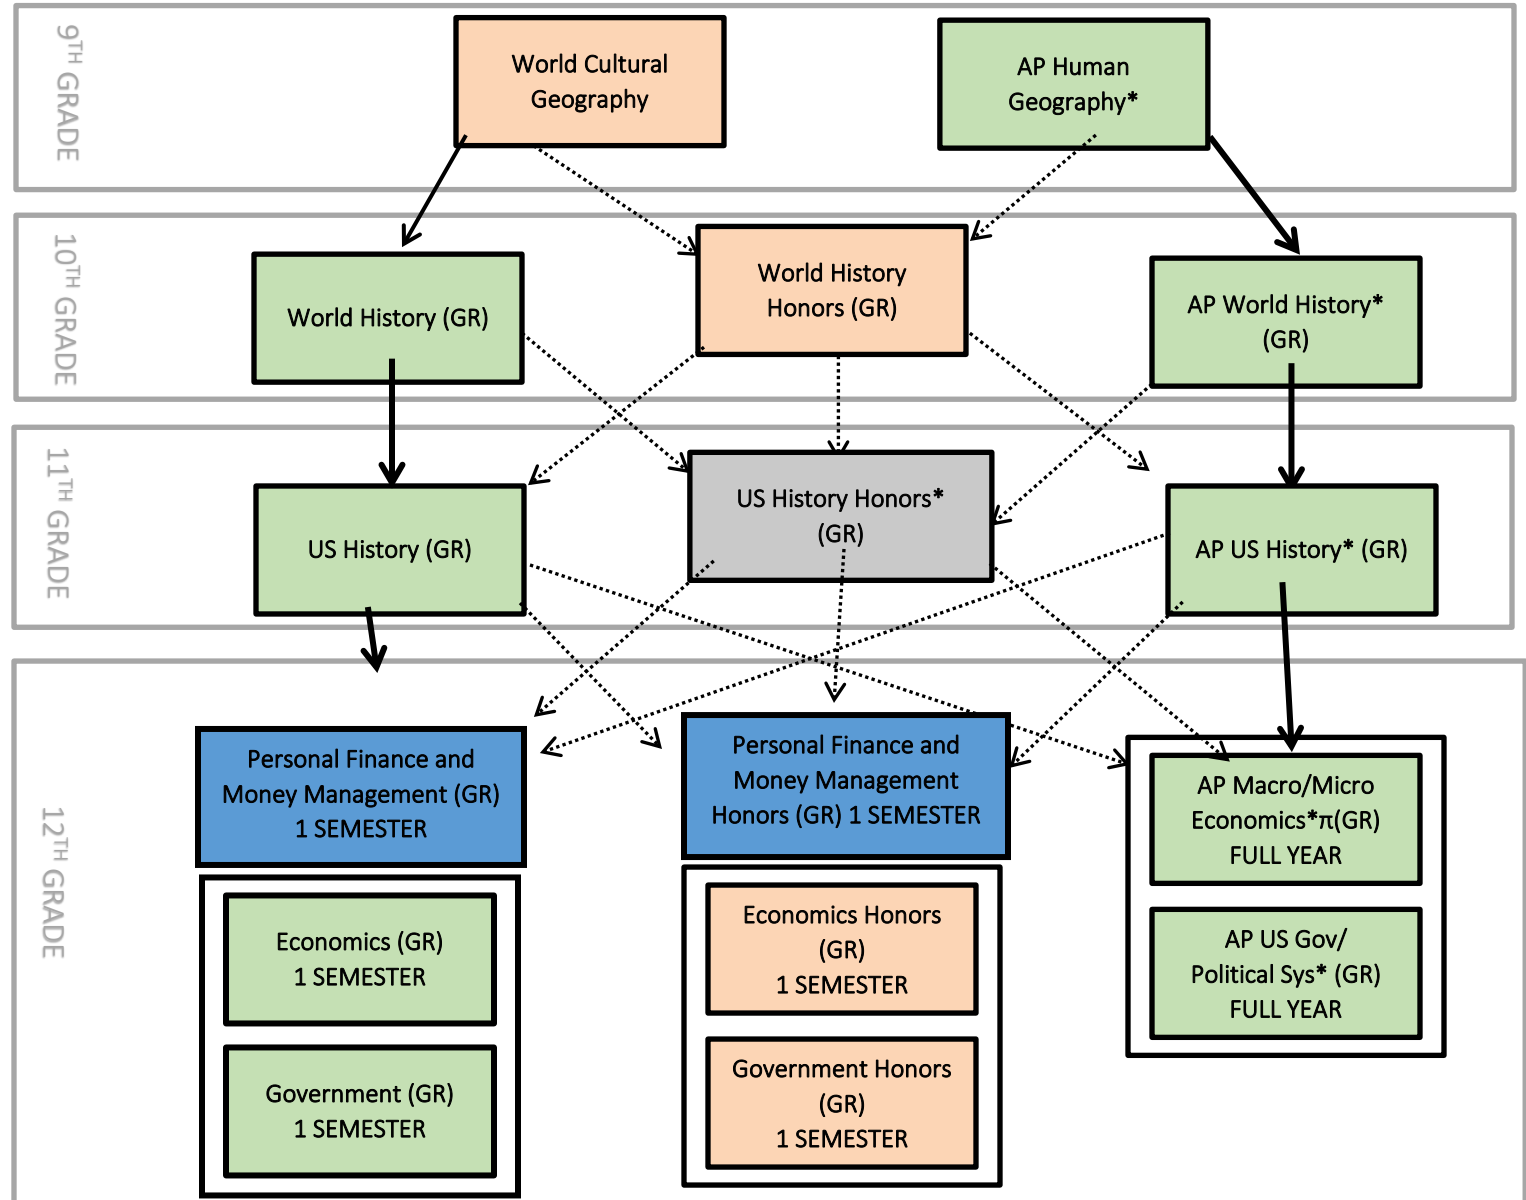 9TH GRADE
World Cultural
Geography
AP Human
Geography*
10TH GRADE
World History (GR)
World History
Honors (GR)
AP World History*
(GR)
11TH GRADE
US History (GR)
US History Honors*
(GR)
AP US History* (GR)
12TH GRADE
Personal Finance and
Money Management (GR)
1 SEMESTER
Personal Finance and
Money Management
Honors (GR) 1 SEMESTER
AP Macro/Micro
Economics*π(GR)
FULL YEAR
Economics (GR)
1 SEMESTER
Economics Honors
(GR)
1 SEMESTER
AP US Gov/
Political Sys* (GR)
FULL YEAR
Government (GR)
1 SEMESTER
Government Honors
(GR)
1 SEMESTER